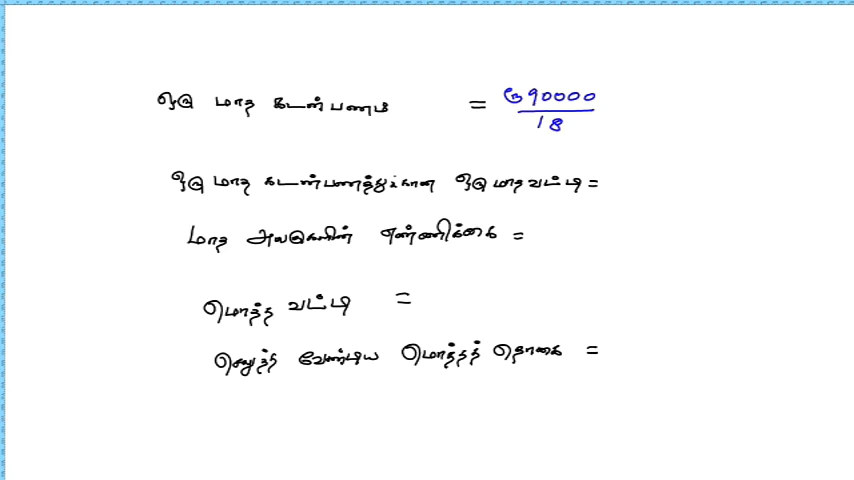 ஒரு மாத கடன் பணம் = ரூ 90000 / 18
ஒரு மாத கடன்பணத்துக்கான ஒரு மாத வட்டி =
மாத அலகுகளின் எண்ணிக்கை =
மொத்த வட்டி =
செலுத்த வேண்டிய மொத்தத் தொகை =